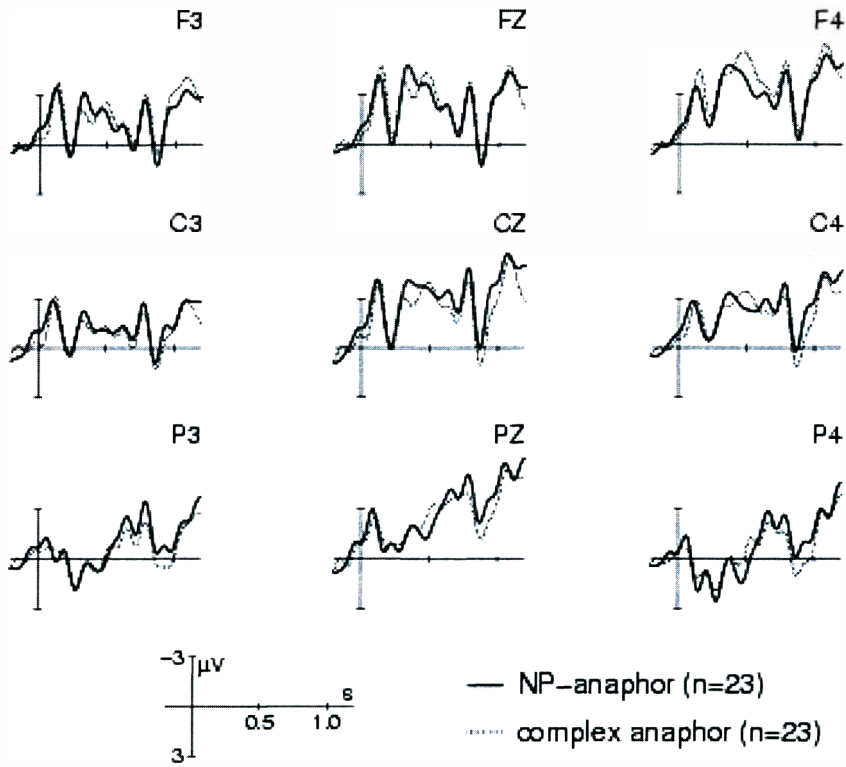 F3 FZ F4
C3 CZ C4
P3 PZ P4
-3 μV
s
0.5 1.0
3
NP-anaphor (n=23)
complex anaphor (n=23)